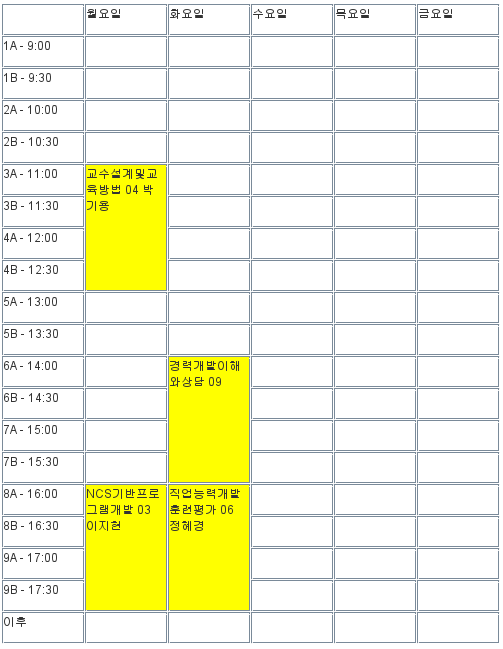 월요일 화요일 수요일 목요일 금요일
1A - 9:00
1B - 9:30
2A - 10:00
2B - 10:30
3A - 11:00 교수설계및교
육방법 04 박
3B - 11:30 기용
4A - 12:00
4B - 12:30
5A - 13:00
5B - 13:30
6A - 14:00 경력개발이해
와상담 09
6B - 14:30
7A - 15:00
7B - 15:30
8A - 16:00 NCS기반프로 직업능력개발
그램개발 03 훈련평가 06
8B - 16:30 이지현 정혜경
9A - 17:00
9B - 17:30
이후